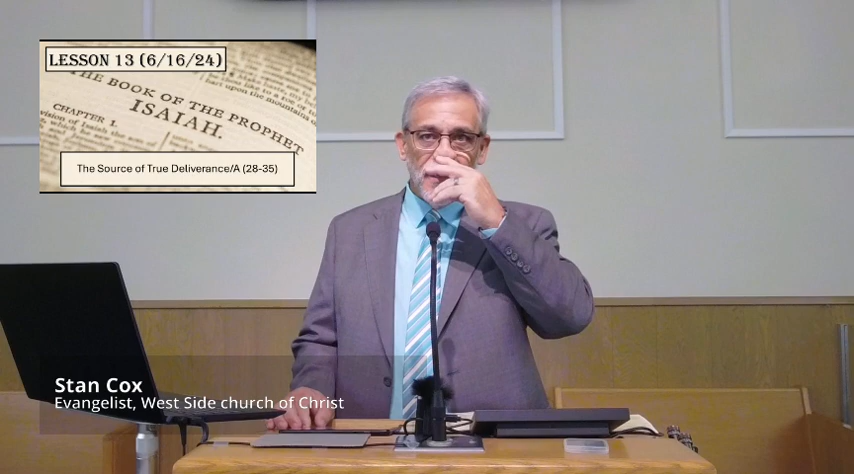 LESSON 13 (6/16/24)
THE BOOK OF THE PROPHET
ISAIAH.
CHAPTER 1.
The Source of True Deliverance/A (28-35)
Stan Cox
Evangelist, West Side church of Christ